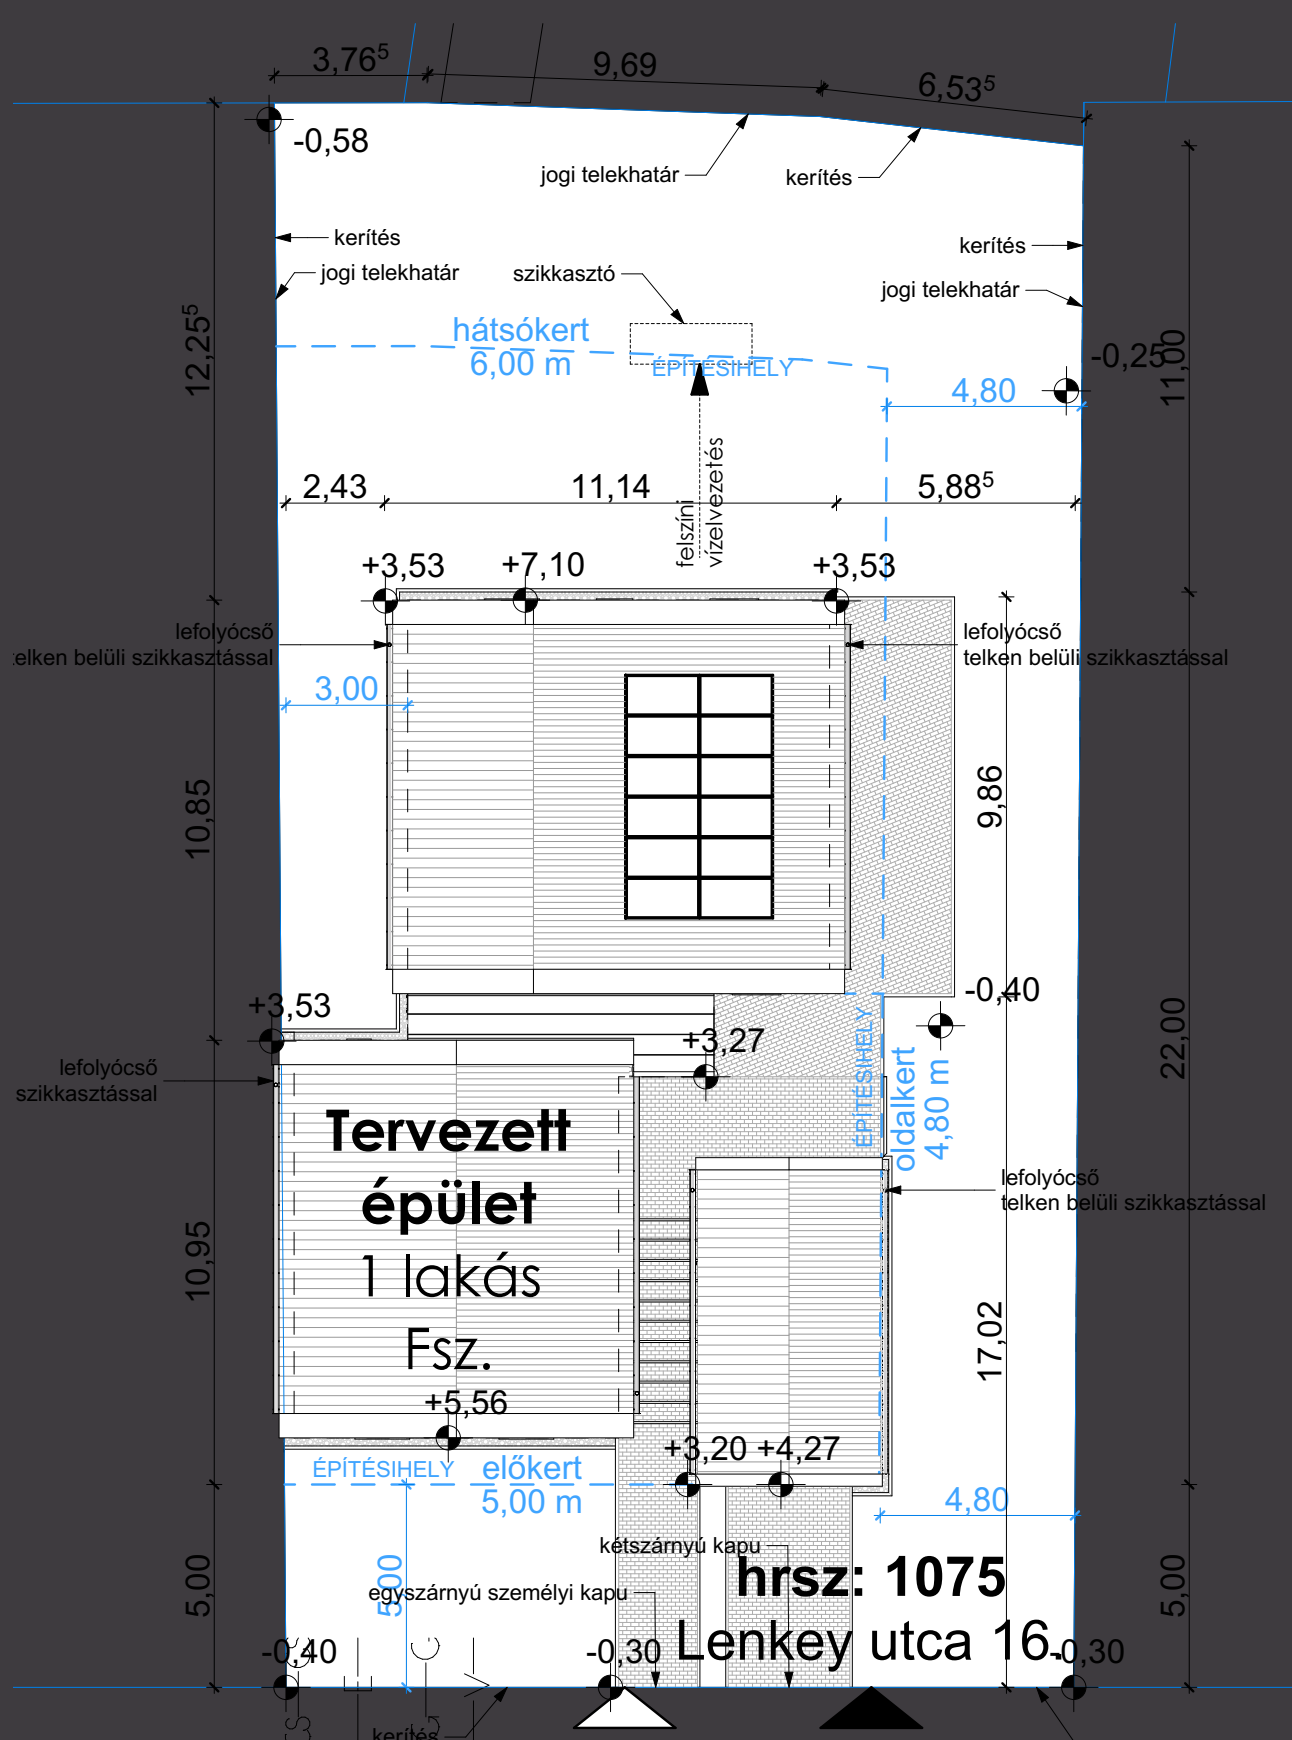 3,76⁵
9,69
6,53⁵
-0,58
jogi telekhatár
kerítés
kerítés
jogi telekhatár
szikkasztó
kerítés
jogi telekhatár
12,25⁵
hátsókert
6,00 m
ÉPÍTÉSIHELY
-0,25
11,00
4,80
felszíni
vízelvezetés
2,43
11,14
5,88⁵
+3,53
+7,10
+3,53
lefolyócső
telken belüli szikkasztással
lefolyócső
telken belüli szikkasztással
3,00
10,85
9,86
-0,40
+3,53
+3,27
22,00
lefolyócső
szikkasztással
ÉPÍTÉSIHELY
oldalkert
4,80 m
Tervezett
épület
1 lakás
Fsz.
+5,56
lefolyócső
telken belüli szikkasztással
10,95
17,02
+3,20
+4,27
ÉPÍTÉSIHELY
előkert
5,00 m
4,80
kétszárnyú kapu
egyszárnyú személyi kapu
hrsz: 1075
Lenkey utca 16.
5,00
5,00
5,00
-0,40
-0,30
-0,30
kerítés